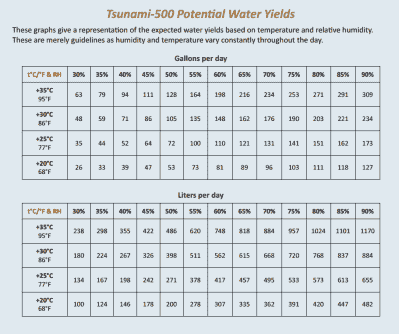 Tsunami-500 Potential Water Yields
These graphs give a representation of the expected water yields based on temperature and relative humidity.
These are merely guidelines as humidity and temperature vary constantly throughout the day.
Gallons per day
t°C/°F & RH 30% 35% 40% 45% 50% 55% 60% 65% 70% 75% 80% 85% 90%
+35°C
95°F 63 79 94 111 128 164 198 216 234 253 271 291 309
+30°C
86°F 48 59 71 86 105 135 148 162 176 190 203 221 234
+25°C
77°F 35 44 52 64 72 100 110 121 131 141 151 162 173
+20°C
68°F 26 33 39 47 53 73 81 89 96 103 111 118 127
Liters per day
t°C/°F & RH 30% 35% 40% 45% 50% 55% 60% 65% 70% 75% 80% 85% 90%
+35°C
95°F 238 298 355 422 486 620 748 818 884 957 1024 1101 1170
+30°C
86°F 180 224 267 326 398 511 562 615 668 720 768 837 884
+25°C
77°F 134 167 198 242 271 378 417 457 495 533 573 613 655
+20°C
68°F 100 124 146 178 200 278 307 335 362 391 420 447 482